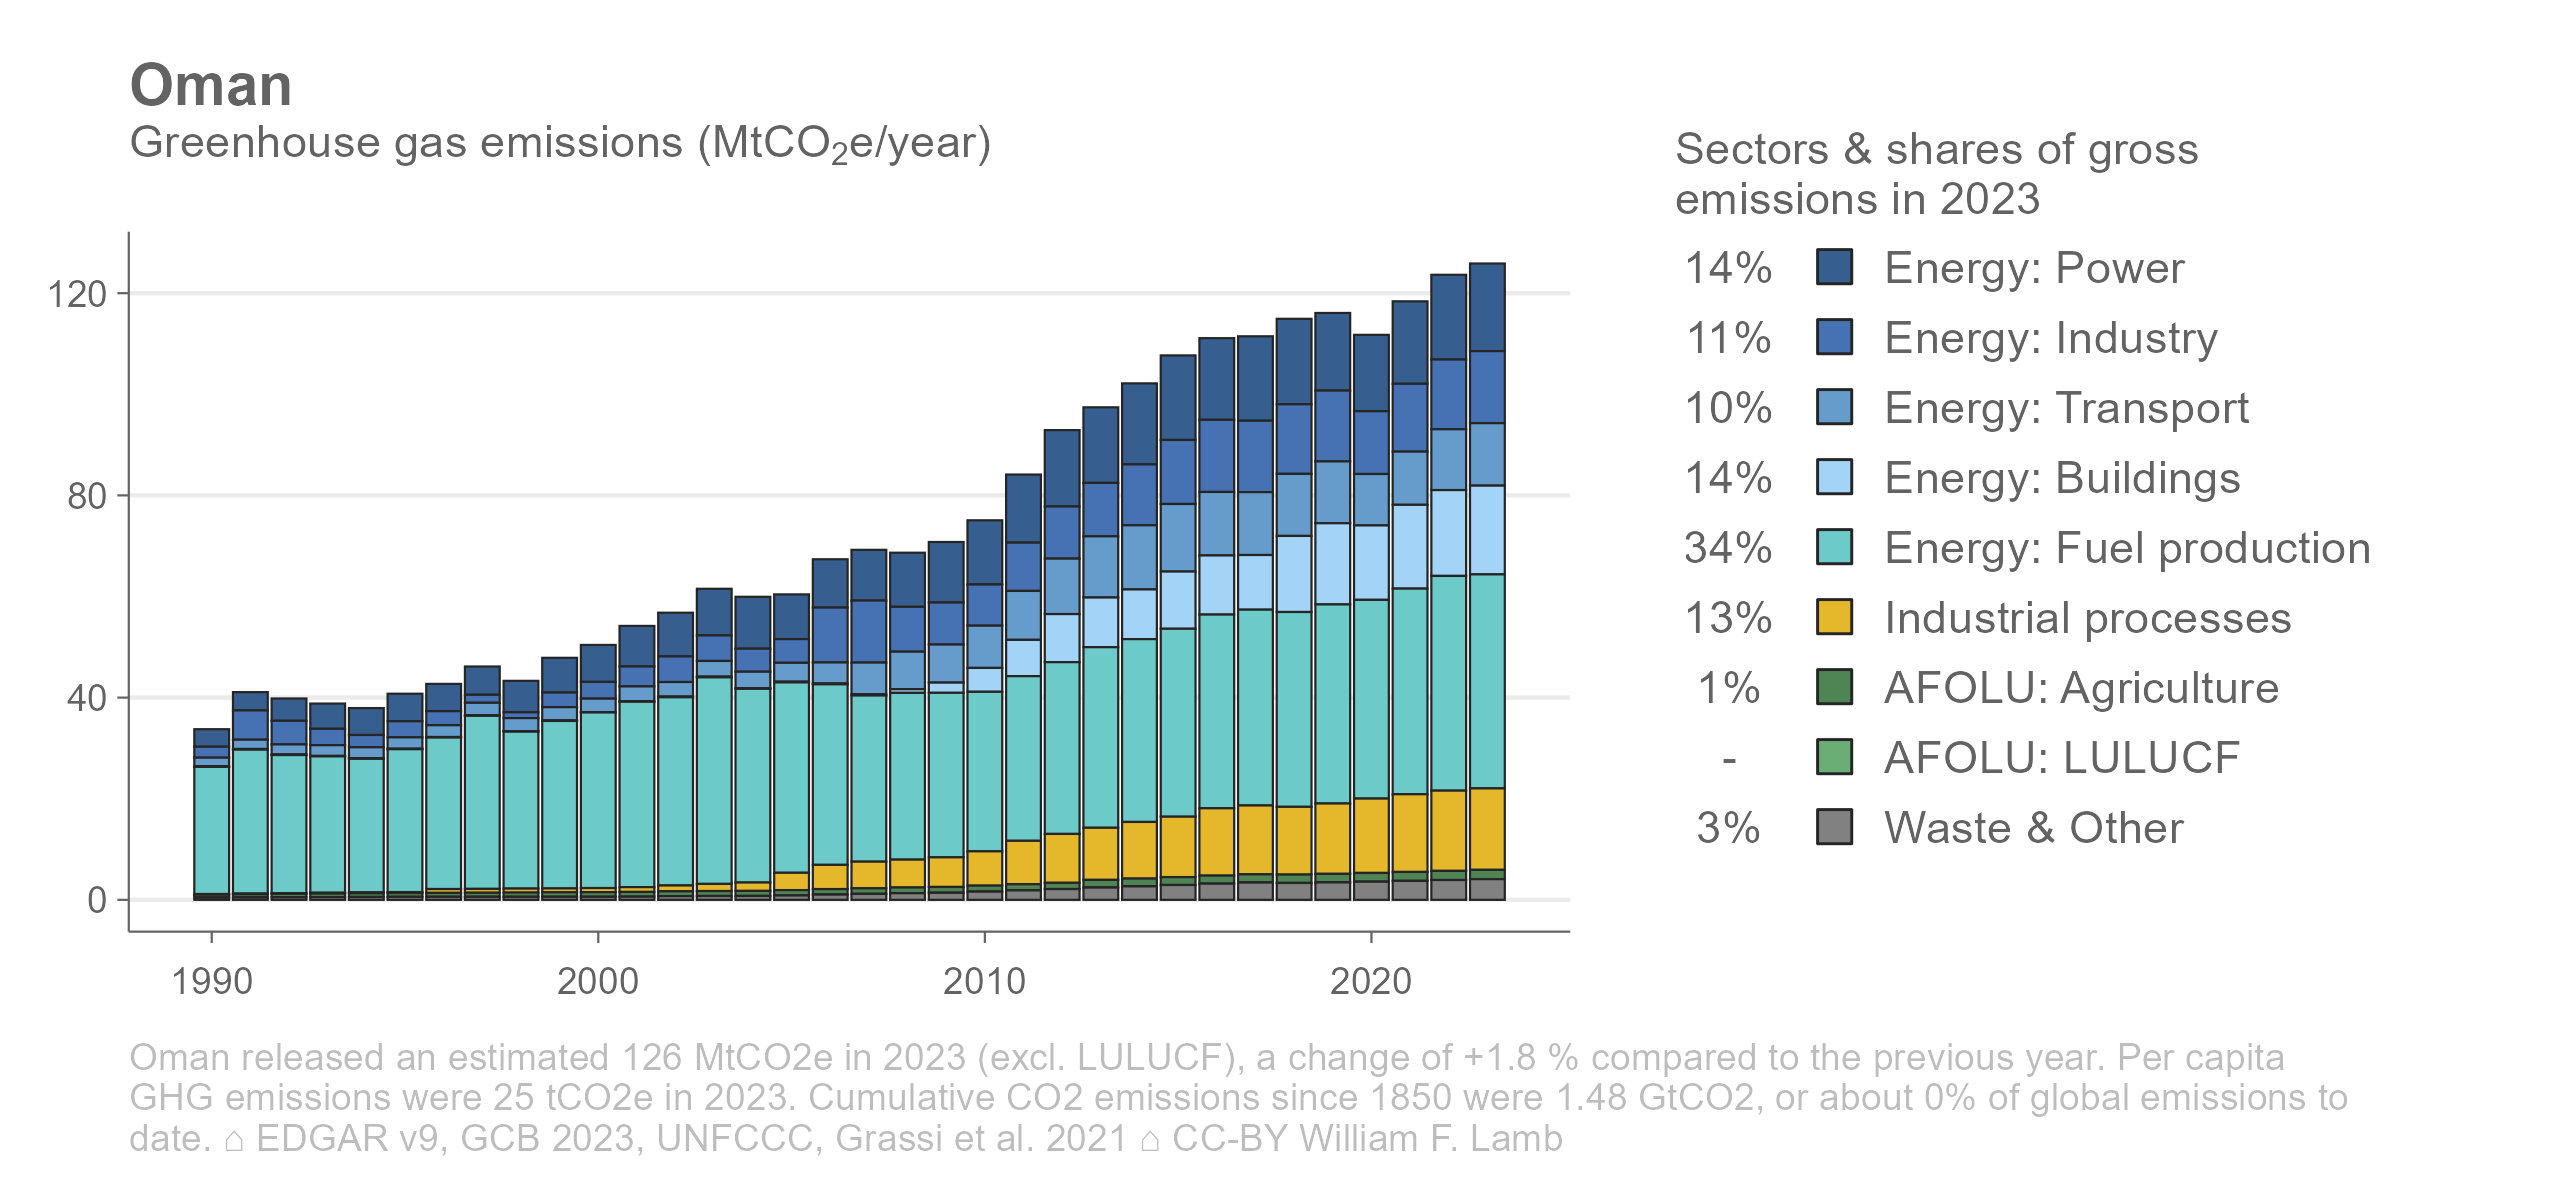 Oman
Greenhouse gas emissions (MtCO₂e/year)
120
80
40
0
1990
2000
2010
2020
Sectors & shares of gross
emissions in 2023
14% Energy: Power
11% Energy: Industry
10% Energy: Transport
14% Energy: Buildings
34% Energy: Fuel production
13% Industrial processes
1% AFOLU: Agriculture
- AFOLU: LULUCF
3% Waste & Other
Oman released an estimated 126 MtCO2e in 2023 (excl. LULUCF), a change of +1.8 % compared to the previous year. Per capita
GHG emissions were 25 tCO2e in 2023. Cumulative CO2 emissions since 1850 were 1.48 GtCO2, or about 0% of global emissions to
date. ⌂ EDGAR v9, GCB 2023, UNFCCC, Grassi et al. 2021 ⌂ CC-BY William F. Lamb